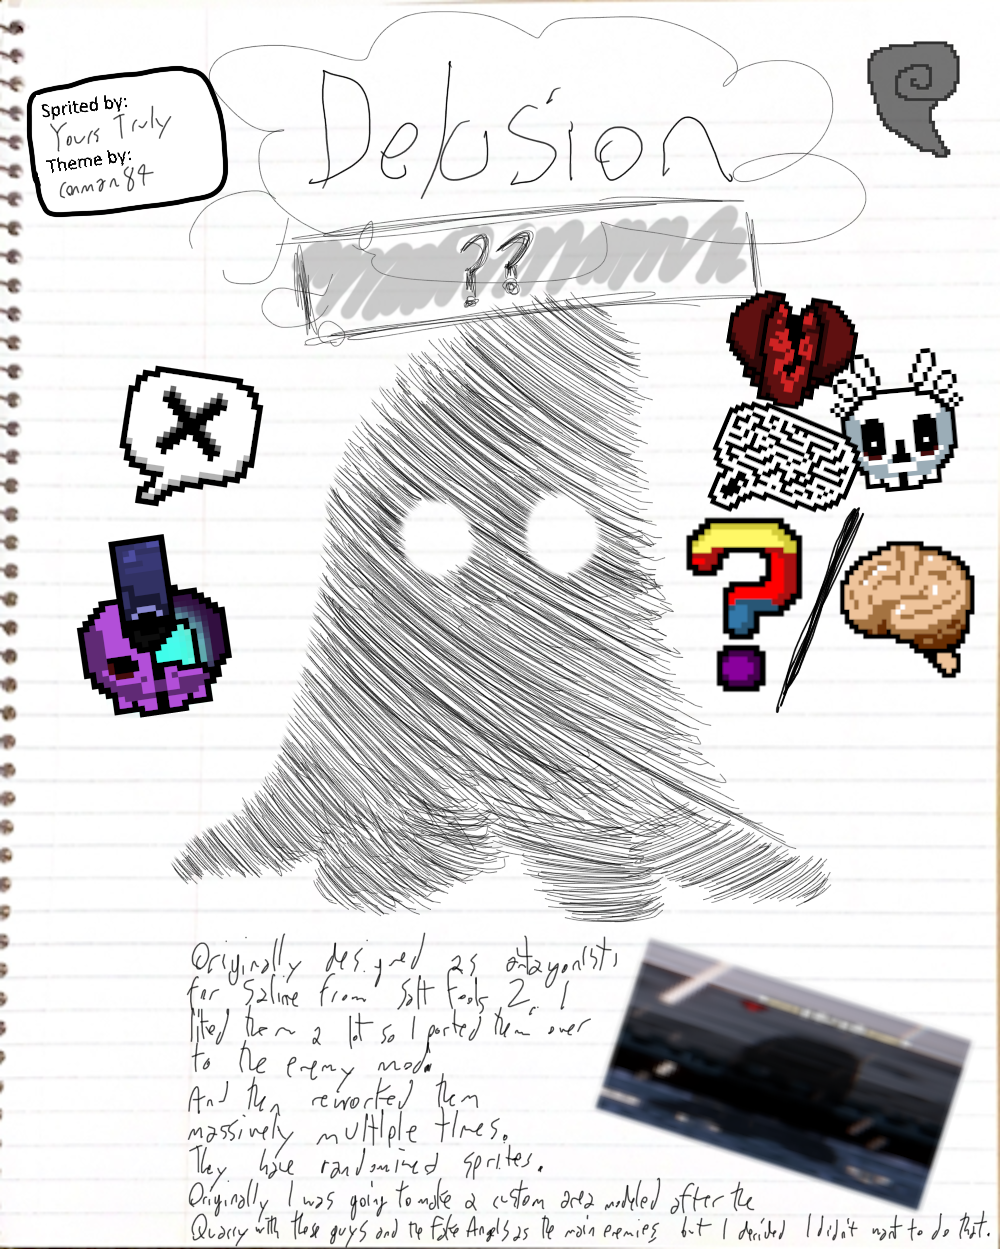 Delusion
Sprited by:
Yours Truly
Theme by:
conman84
??
Originally designed as antagonists
for Saline from Salt Fools 2. I
liked them a lot so I ported them over
to the enemy mod.
And then reworked them
massively multiple times.
They have randomized sprites.
Originally I was going to make a custom area modeled after the
Quarry with these guys and the Fake Angels as the main enemies, but I decided I didn't want to do that.